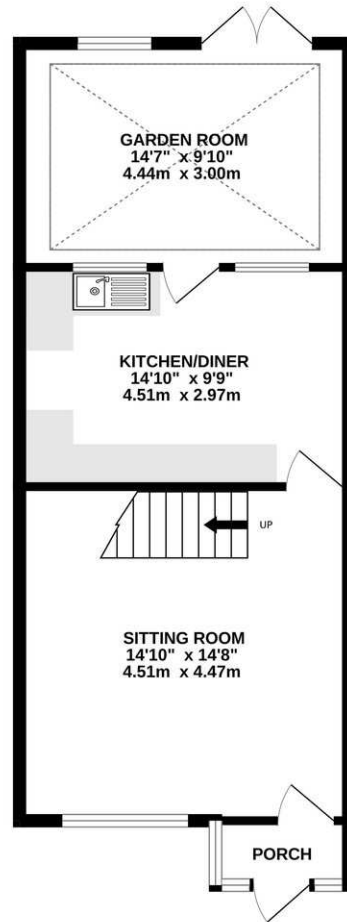 GARDEN ROOM
14'7" x 9'10"
4.44m x 3.00m
KITCHEN/DINER
14'10" x 9'9"
4.51m x 2.97m
UP
SITTING ROOM
14'10" x 14'8"
4.51m x 4.47m
PORCH